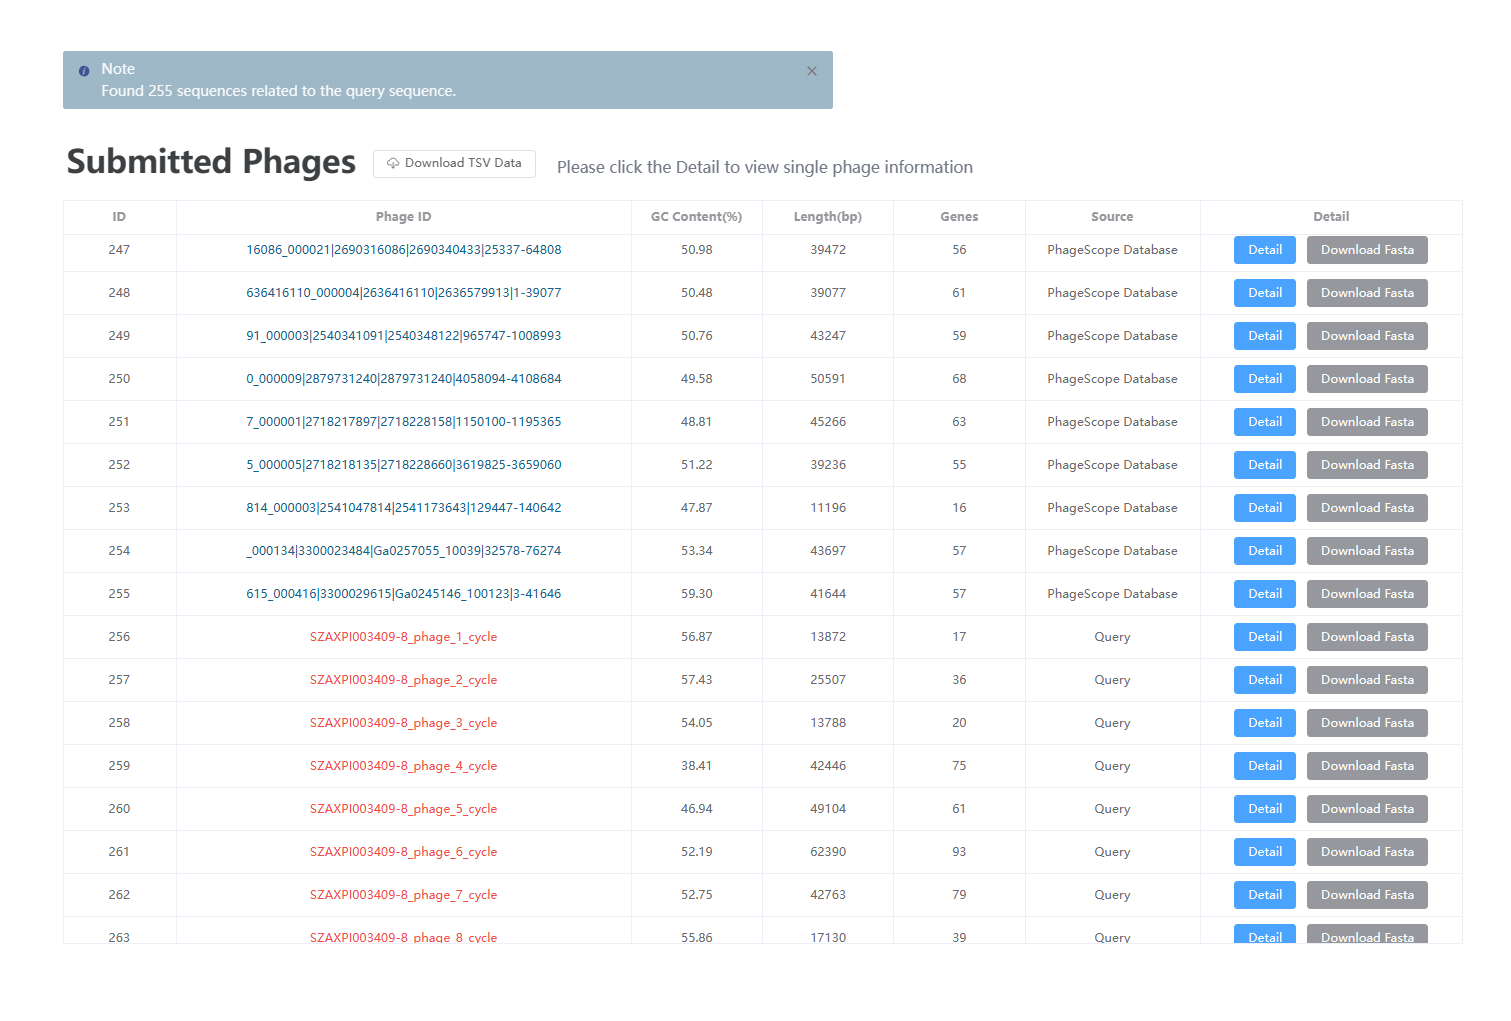 Note
Found 255 sequences related to the query sequence.
Submitted Phages Download TSV Data Please click the Detail to view single phage information
ID Phage ID GC Content(%) Length(bp) Genes Source Detail
247 16086_000021|2690316086|2690340433|25337-64808 50.98 39472 56 PhageScope Database Detail Download Fasta
248 636416110_000004|2636416110|2636579913|1-39077 50.48 39077 61 PhageScope Database Detail Download Fasta
249 91_000003|2540341091|2540348122|965747-1008993 50.76 43247 59 PhageScope Database Detail Download Fasta
250 0_000009|2879731240|2879731240|4058094-4108684 49.58 50591 68 PhageScope Database Detail Download Fasta
251 7_000001|2718217897|2718228158|1150100-1195365 48.81 45266 63 PhageScope Database Detail Download Fasta
252 5_000005|2718218135|2718228660|3619825-3659060 51.22 39236 55 PhageScope Database Detail Download Fasta
253 814_000003|2541047814|2541173643|129447-140642 47.87 11196 16 PhageScope Database Detail Download Fasta
254 _000134|3300023484|Ga0257055_10039|32578-76274 53.34 43697 57 PhageScope Database Detail Download Fasta
255 615_000416|3300029615|Ga0245146_100123|3-41646 59.30 41644 57 PhageScope Database Detail Download Fasta
256 SZAXPI003409-8_phage_1_cycle 56.87 13872 17 Query Detail Download Fasta
257 SZAXPI003409-8_phage_2_cycle 57.43 25507 36 Query Detail Download Fasta
258 SZAXPI003409-8_phage_3_cycle 54.05 13788 20 Query Detail Download Fasta
259 SZAXPI003409-8_phage_4_cycle 38.41 42446 75 Query Detail Download Fasta
260 SZAXPI003409-8_phage_5_cycle 46.94 49104 61 Query Detail Download Fasta
261 SZAXPI003409-8_phage_6_cycle 52.19 62390 93 Query Detail Download Fasta
262 SZAXPI003409-8_phage_7_cycle 52.75 42763 79 Query Detail Download Fasta
263 SZAXPI003409-8_phage_8_cycle 55.86 17130 39 Query Detail Download Fasta